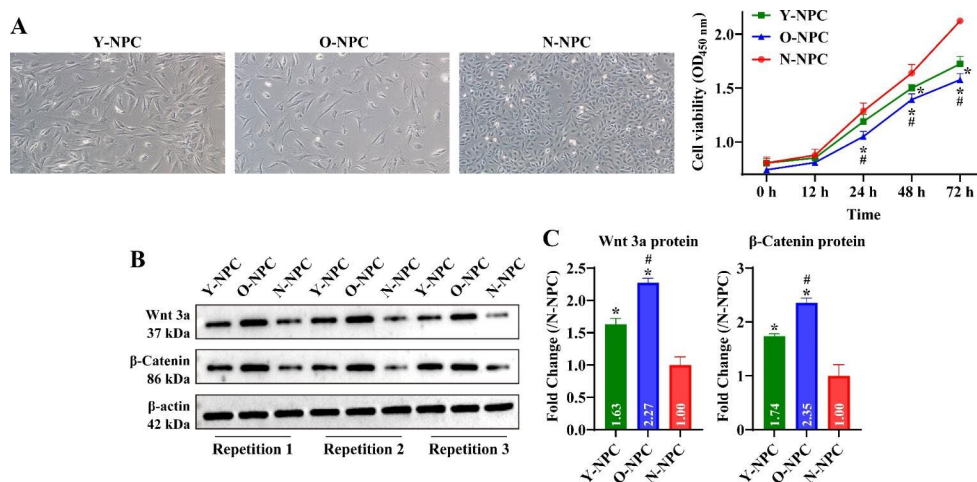 A
Y-NPC
O-NPC
N-NPC
Cell viability (OD450 nm)
2.0
1.5
1.0
Y-NPC
O-NPC
N-NPC
*
*
*
#
*
#
*
#
0 h 12 h 24 h 48 h 72 h
Time
B
Y-NPC O-NPC N-NPC Y-NPC O-NPC N-NPC Y-NPC O-NPC N-NPC
Wnt 3a
37 kDa
β-Catenin
86 kDa
β-actin
42 kDa
Repetition 1 Repetition 2 Repetition 3
C
Wnt 3a protein
Fold Change (/N-NPC)
2.5
2.0
1.5
1.0
0.5
0.0
*
#
*
1.63
2.27
1.00
Y-NPC O-NPC N-NPC
β-Catenin protein
Fold Change (/N-NPC)
3
2
1
0
*
#
*
1.74
2.35
1.00
Y-NPC O-NPC N-NPC